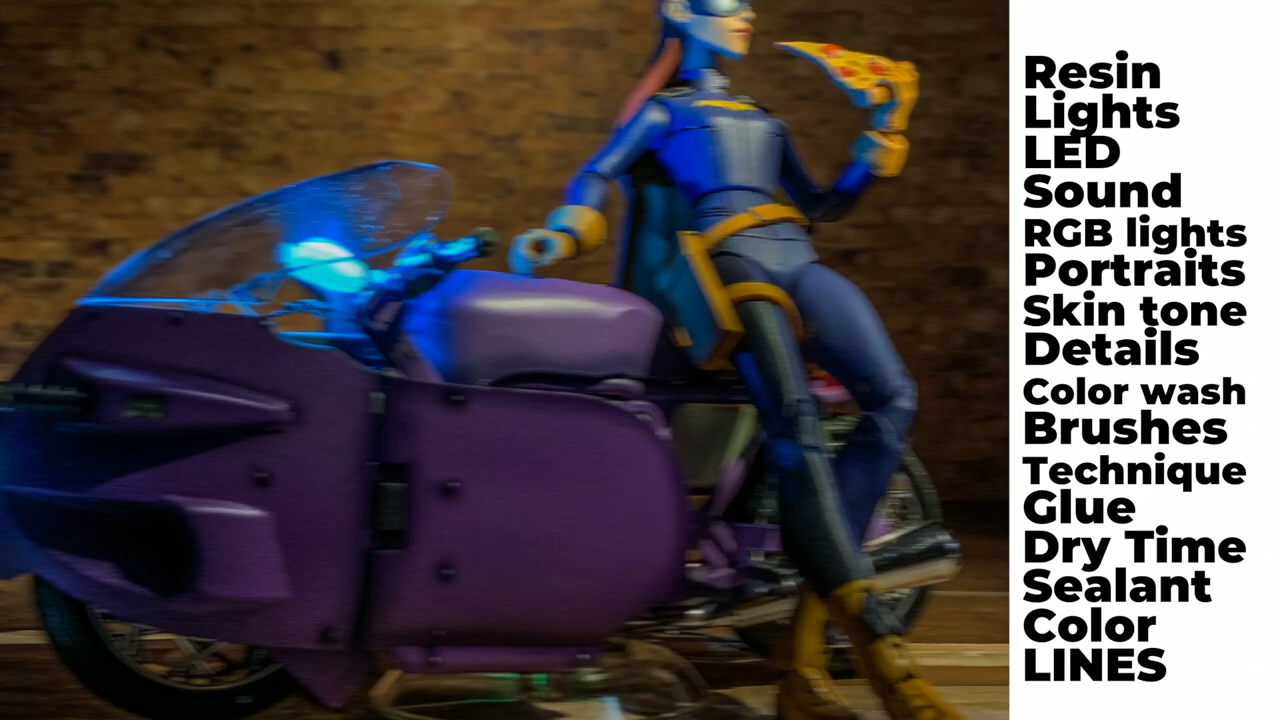 Resin
Lights
LED
Sound
RGB lights
Portraits
Skin tone
Details
Color wash
Brushes
Technique
Glue
Dry Time
Sealant
Color
LINES